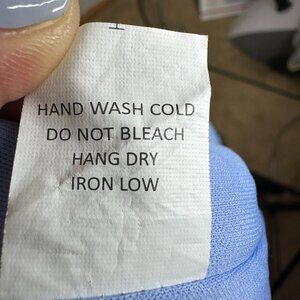 HAND WASH COLD
DO NOT BLEACH
HANG DRY
IRON LOW